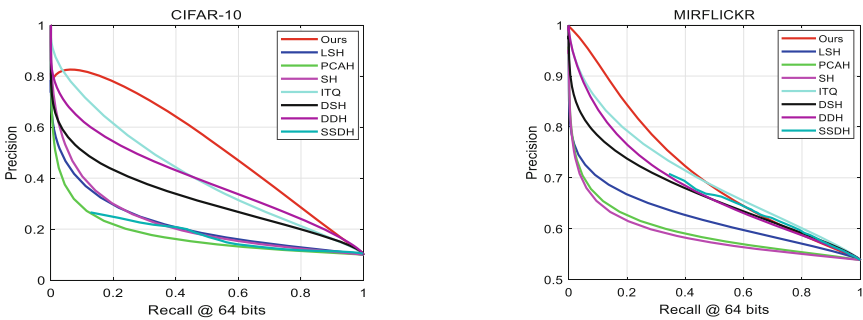 CIFAR-10
Precision
1
0.8
0.6
0.4
0.2
0
0
0.2
0.4
0.6
0.8
1
Recall @ 64 bits
Ours
LSH
PCAH
SH
ITQ
DSH
DDH
SSDH
MIRFLICKR
Precision
1
0.9
0.8
0.7
0.6
0.5
0
0.2
0.4
0.6
0.8
1
Recall @ 64 bits
Ours
LSH
PCAH
SH
ITQ
DSH
DDH
SSDH